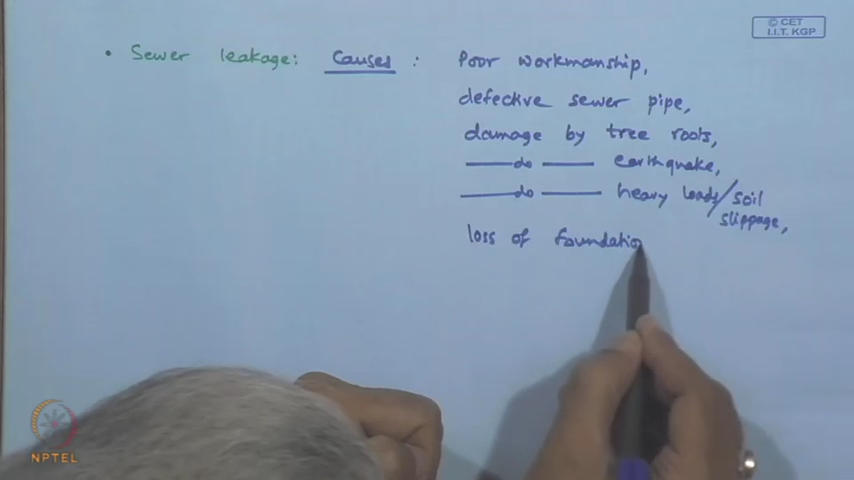 © CET
I.I.T. KGP
• Sewer leakage: Causes : Poor workmanship,
defective sewer pipe,
damage by tree roots,
—— do —— earthquake,
—— do —— heavy loads/soil
slippage,
loss of foundation
NPTEL